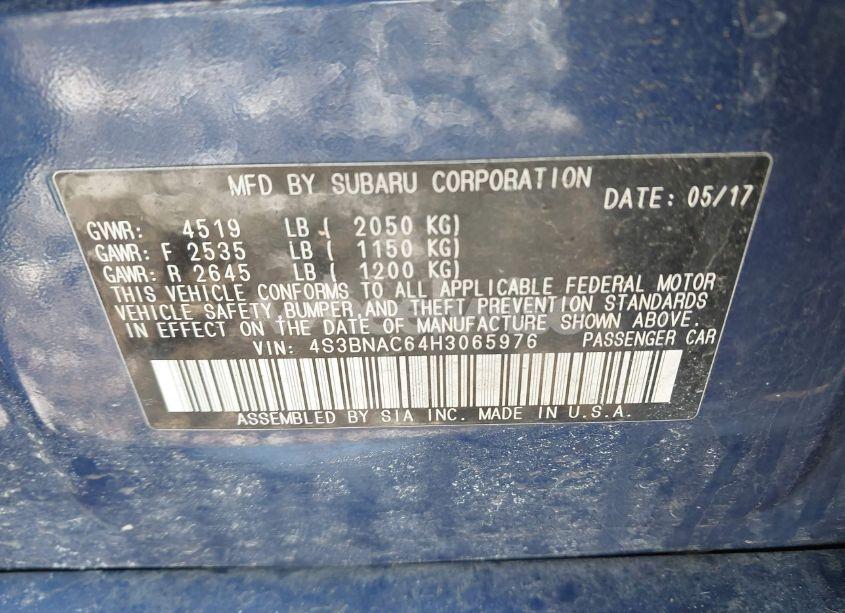 MFD BY SUBARU CORPORATION DATE: 05/17
GVWR: 4519 LB ( 2050 KG)
GAWR: F 2535 LB ( 1150 KG)
GAWR: R 2645 LB ( 1200 KG)
THIS VEHICLE CONFORMS TO ALL APPLICABLE FEDERAL MOTOR
VEHICLE SAFETY,BUMPER,AND THEFT PREVENTION STANDARDS
IN EFFECT ON THE DATE OF MANUFACTURE SHOWN ABOVE.
VIN: 4S3BNAC64H3065976 PASSENGER CAR
ASSEMBLED BY SIA INC. MADE IN U.S.A.